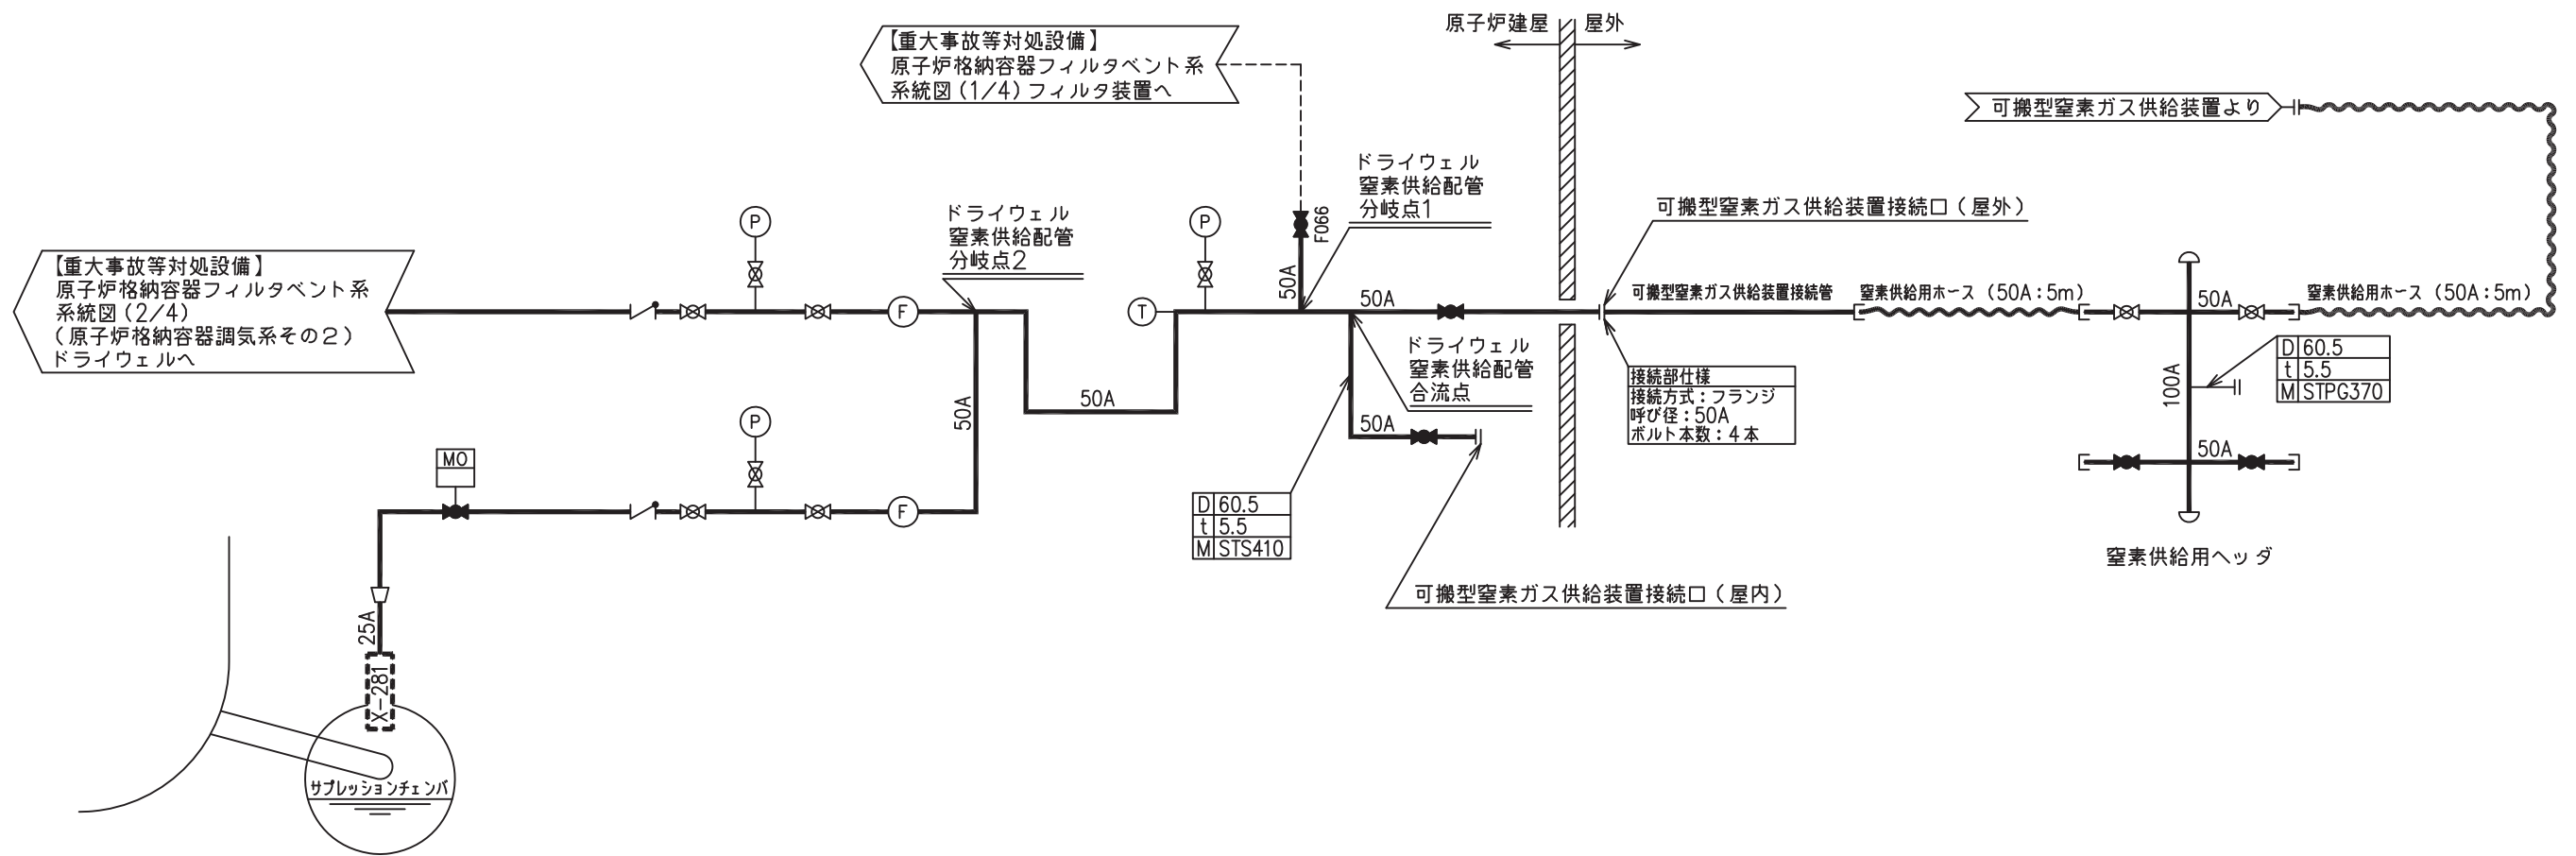 【重大事故等対処設備】
原子炉格納容器フィルタベント系
系統図(1/4)フィルタ装置へ
原子炉建屋
屋外
可搬型窒素ガス供給装置より
ドライウェル
窒素供給配管
分岐点1
F066
50A
P
P
ドライウェル
窒素供給配管
分岐点2
可搬型窒素ガス供給装置接続口(屋外)
【重大事故等対処設備】
原子炉格納容器フィルタベント系
系統図(2/4)
(原子炉格納容器調気系その2)
ドライウェルへ
F
T
50A
可搬型窒素ガス供給装置接続管
窒素供給用ホース(50A:5m)
50A
窒素供給用ホース(50A:5m)
ドライウェル
窒素供給配管
合流点
D 60.5
t 5.5
M STPG370
100A
接続部仕様
接続方式:フランジ
呼び径:50A
ボルト本数:4本
50A
50A
50A
50A
P
MO
F
D 60.5
t 5.5
M STS410
窒素供給用ヘッダ
可搬型窒素ガス供給装置接続口(屋内)
25A
X-281
サプレッションチェンバ